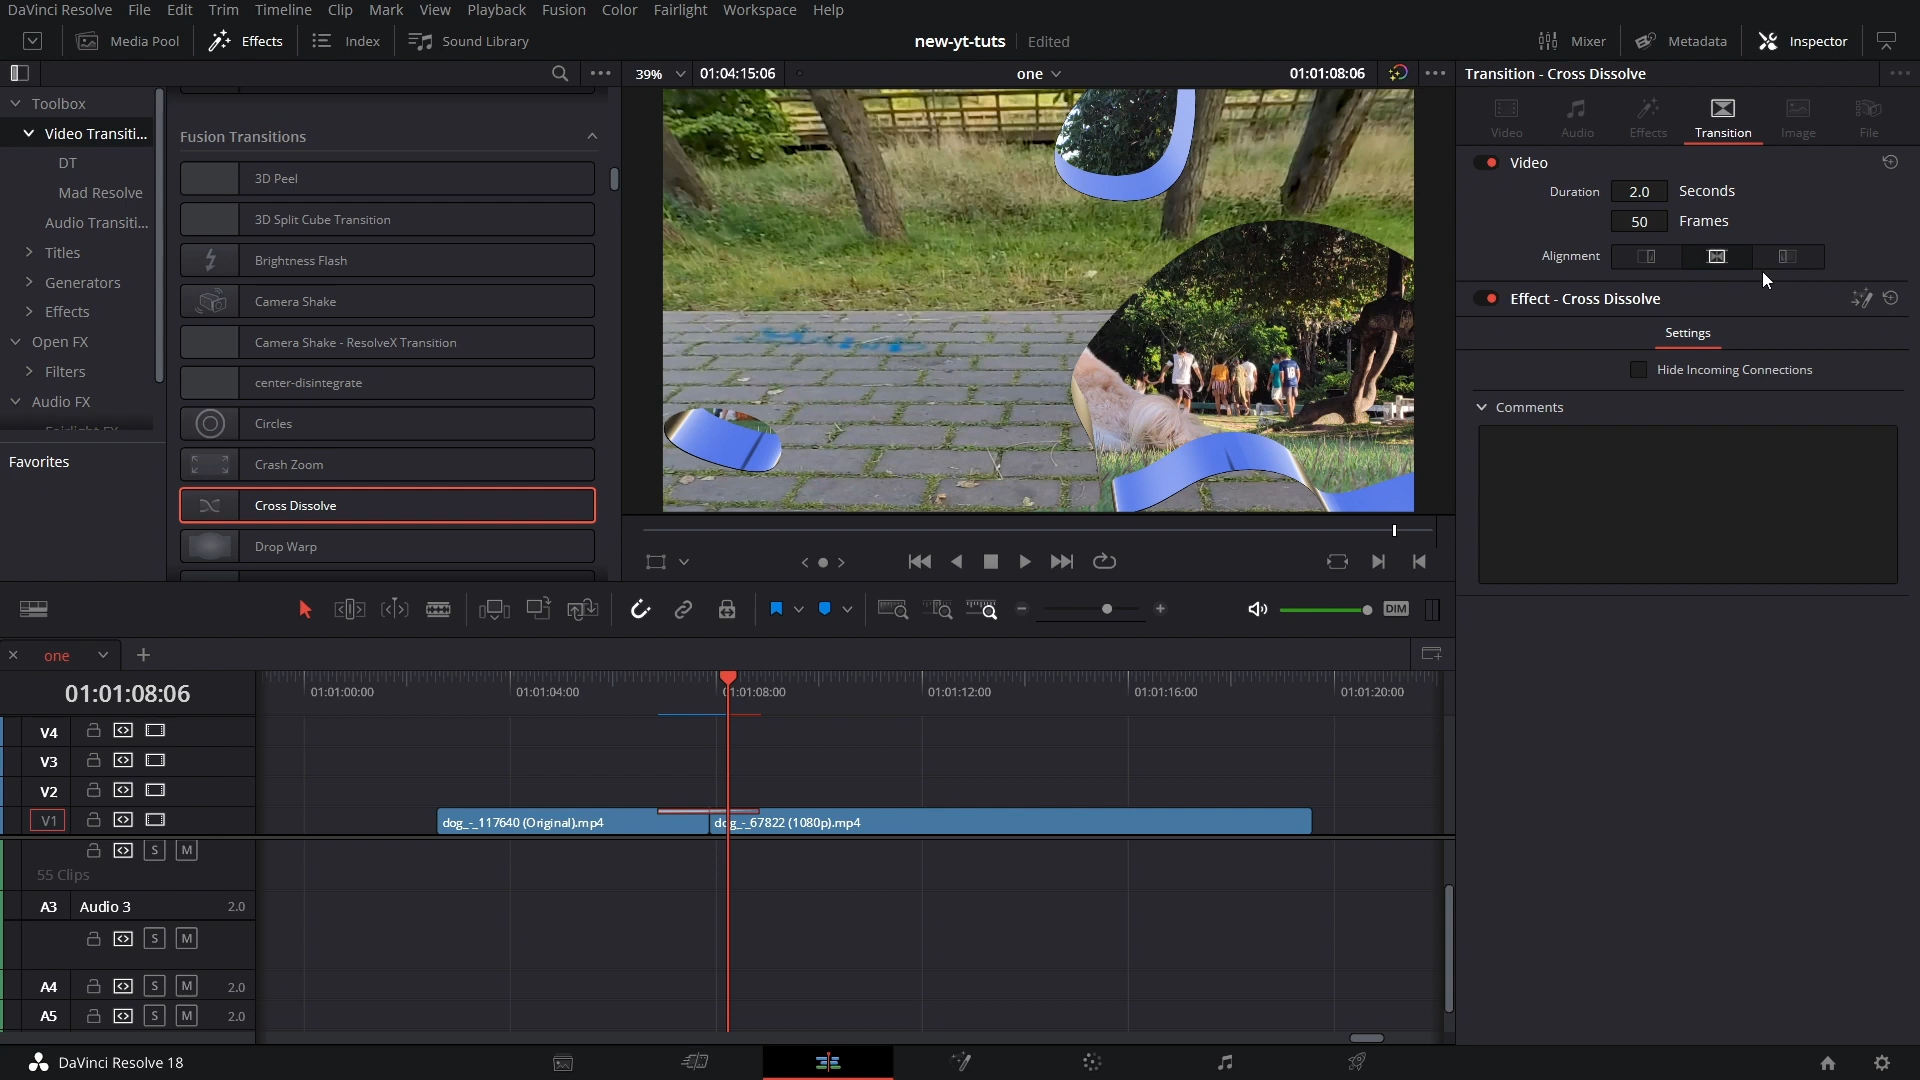 DaVinci Resolve File Edit Trim Timeline Clip Mark View Playback Fusion Color Fairlight Workspace Help
Media Pool Effects Index Sound Library new-yt-tuts Edited Mixer Metadata Inspector
39% 01:04:15:06 one 01:01:08:06 Transition - Cross Dissolve
Toolbox
Video Transiti...
DT
Mad Resolve
Audio Transiti...
Titles
Generators
Effects
Open FX
Filters
Audio FX
Favorites
Fusion Transitions
3D Peel
3D Split Cube Transition
Brightness Flash
Camera Shake
Camera Shake - ResolveX Transition
center-disintegrate
Circles
Crash Zoom
Cross Dissolve
Drop Warp
Video Audio Effects Transition Image File
Video
Duration 2.0 Seconds
50 Frames
Alignment
Effect - Cross Dissolve
Settings
Hide Incoming Connections
Comments
DIM
one
01:01:08:06
01:01:00:00 01:01:04:00 01:01:08:00 01:01:12:00 01:01:16:00 01:01:20:00
V4
V3
V2
V1
dog_-_117640 (Original).mp4 dog_-_67822 (1080p).mp4
S M
55 Clips
A3 Audio 3 2.0
S M
A4 S M 2.0
A5 S M 2.0
DaVinci Resolve 18